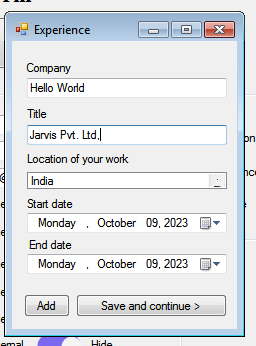 Experience
Company
Hello World
Title
Jarvis Pvt. Ltd.
Location of your work
India
Start date
Monday , October 09, 2023
End date
Monday , October 09, 2023
Add
Save and continue >
Hide